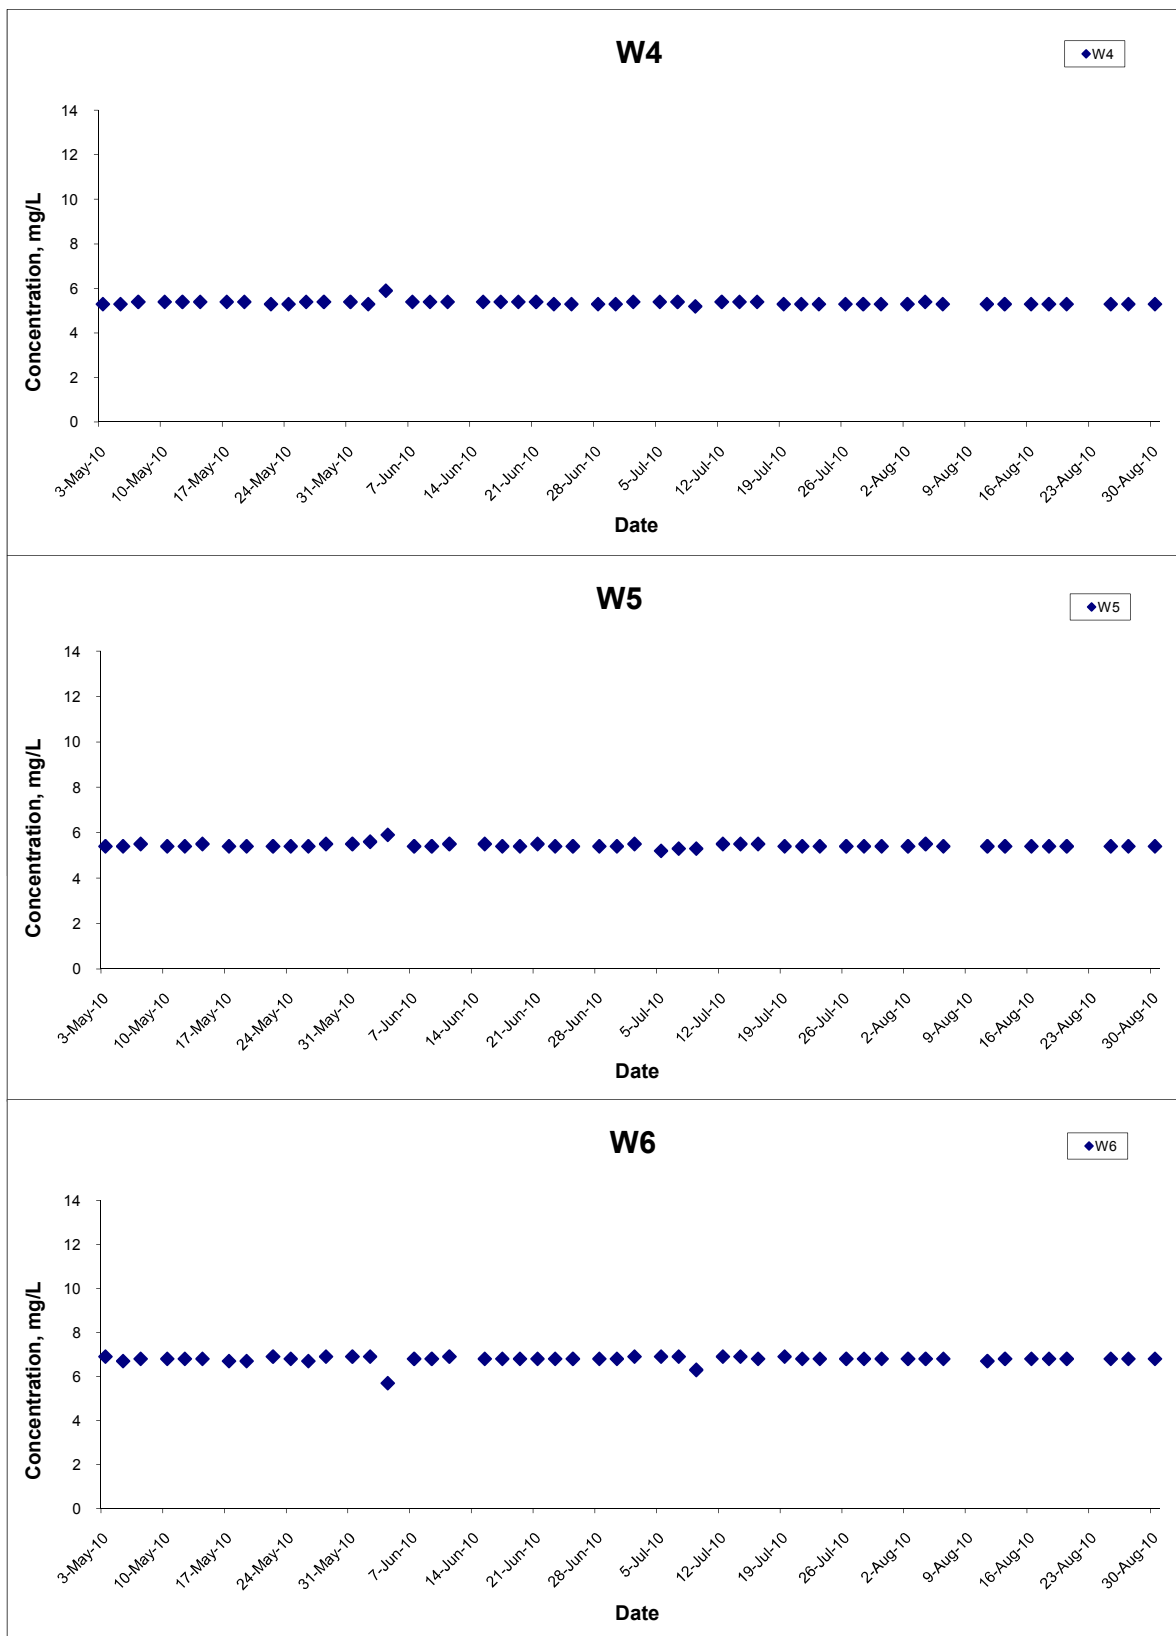 W4
W4
14
12
10
8
6
4
2
0
Concentration, mg/L
3-May-10
10-May-10
17-May-10
24-May-10
31-May-10
7-Jun-10
14-Jun-10
21-Jun-10
28-Jun-10
5-Jul-10
12-Jul-10
19-Jul-10
26-Jul-10
2-Aug-10
9-Aug-10
16-Aug-10
23-Aug-10
30-Aug-10
Date
W5
W5
14
12
10
8
6
4
2
0
Concentration, mg/L
3-May-10
10-May-10
17-May-10
24-May-10
31-May-10
7-Jun-10
14-Jun-10
21-Jun-10
28-Jun-10
5-Jul-10
12-Jul-10
19-Jul-10
26-Jul-10
2-Aug-10
9-Aug-10
16-Aug-10
23-Aug-10
30-Aug-10
Date
W6
W6
14
12
10
8
6
4
2
0
Concentration, mg/L
3-May-10
10-May-10
17-May-10
24-May-10
31-May-10
7-Jun-10
14-Jun-10
21-Jun-10
28-Jun-10
5-Jul-10
12-Jul-10
19-Jul-10
26-Jul-10
2-Aug-10
9-Aug-10
16-Aug-10
23-Aug-10
30-Aug-10
Date